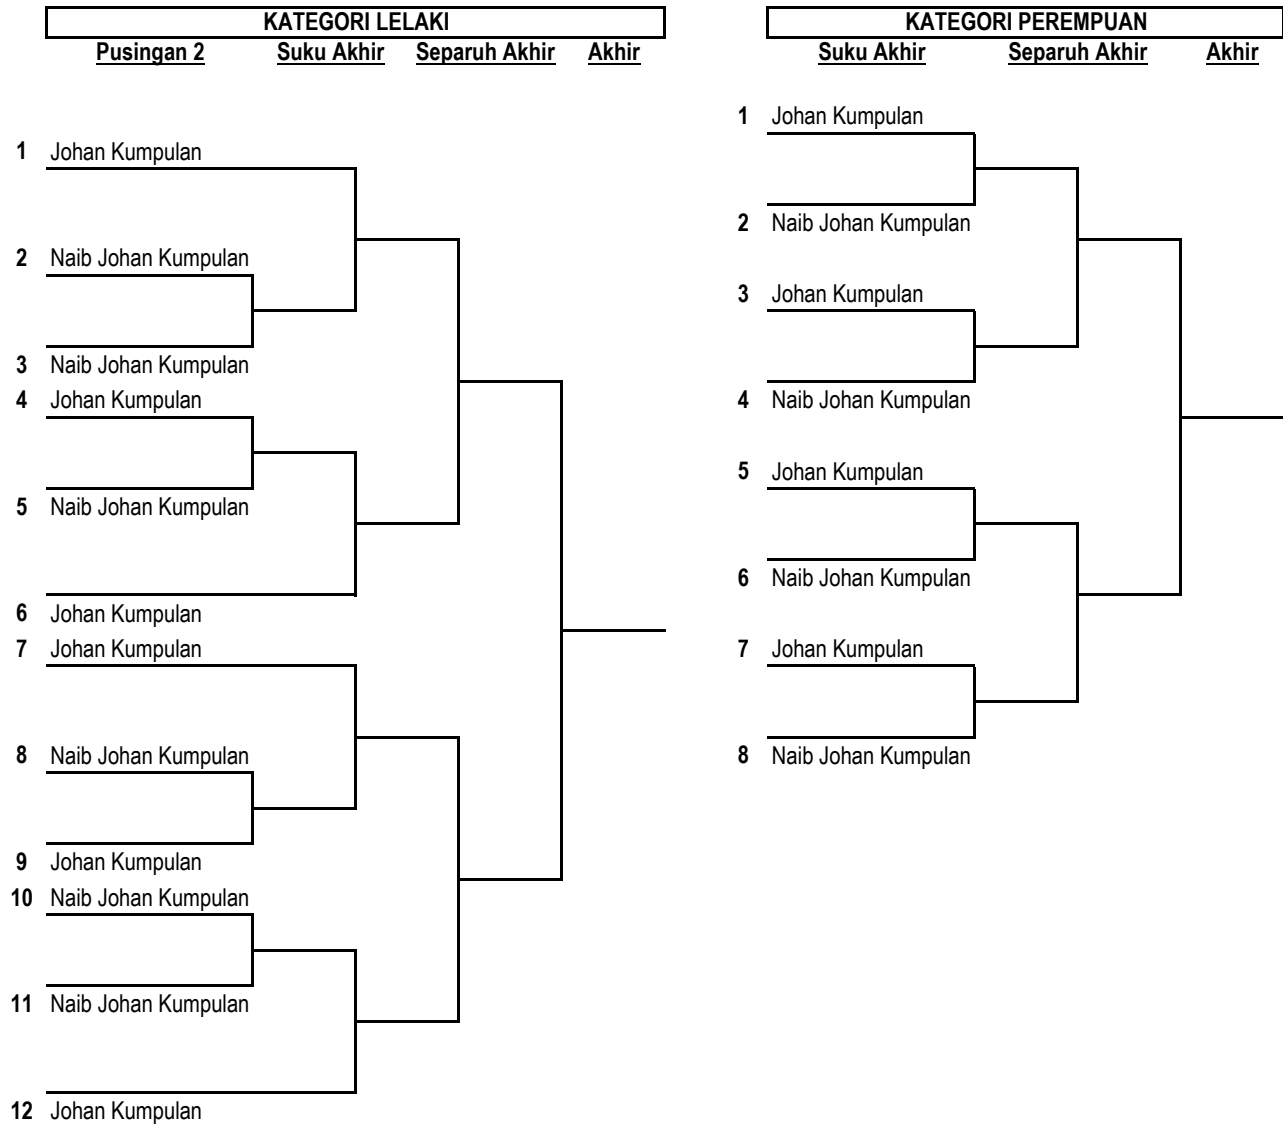 KATEGORI LELAKI
Pusingan 2 Suku Akhir Separuh Akhir Akhir
1 Johan Kumpulan
2 Naib Johan Kumpulan
3 Naib Johan Kumpulan
4 Johan Kumpulan
5 Naib Johan Kumpulan
6 Johan Kumpulan
7 Johan Kumpulan
8 Naib Johan Kumpulan
9 Johan Kumpulan
10 Naib Johan Kumpulan
11 Naib Johan Kumpulan
12 Johan Kumpulan
KATEGORI PEREMPUAN
Suku Akhir Separuh Akhir Akhir
1 Johan Kumpulan
2 Naib Johan Kumpulan
3 Johan Kumpulan
4 Naib Johan Kumpulan
5 Johan Kumpulan
6 Naib Johan Kumpulan
7 Johan Kumpulan
8 Naib Johan Kumpulan